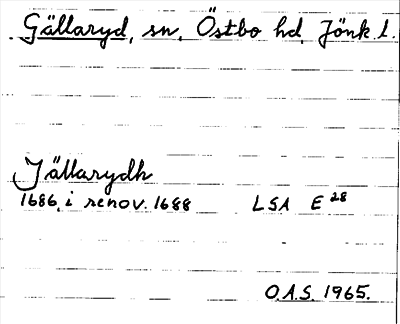 Gällaryd, sn, Östbo hd, Jönk. l.
Jällarydh
1686, i renov. 1688 LSA E 28
O.A.S. 1965.